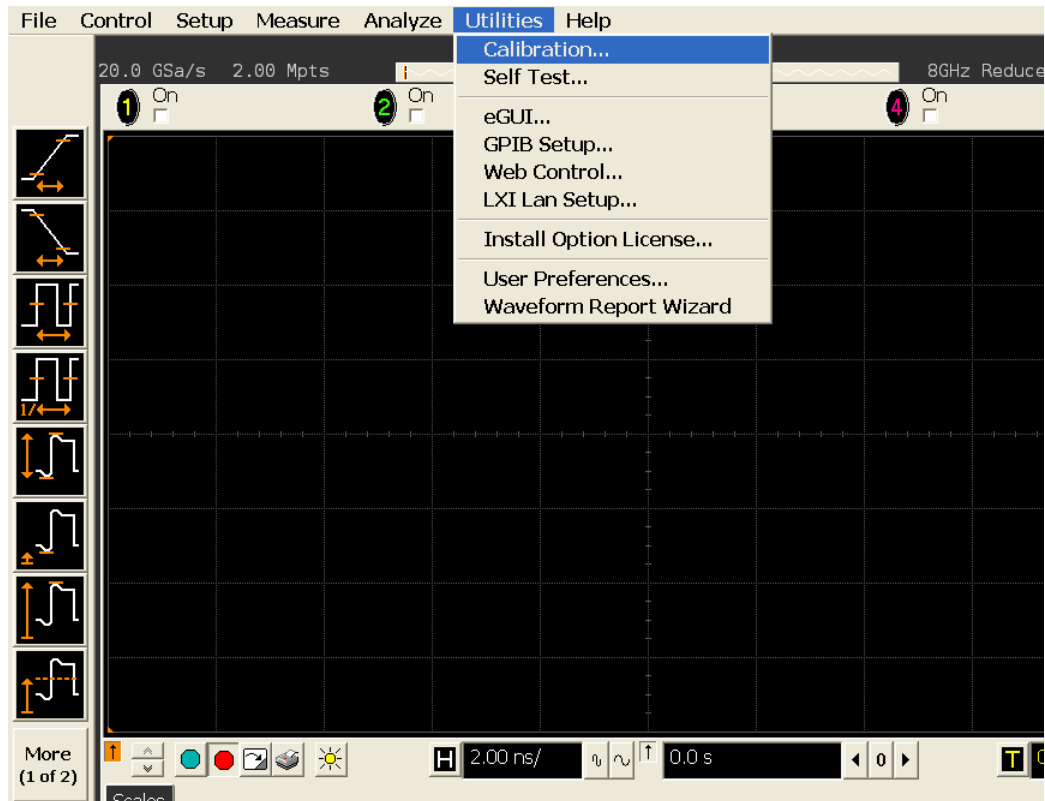 File Control Setup Measure Analyze Utilities Help
Calibration...
Self Test...
eGUI...
GPIB Setup...
Web Control...
LXI Lan Setup...
Install Option License...
User Preferences...
Waveform Report Wizard
20.0 GSa/s 2.00 Mpts 8GHz Reduce
1 On 2 On 4 On
1/
More
(1 of 2)
H 2.00 ns/ 0.0 s 0 T
Scales